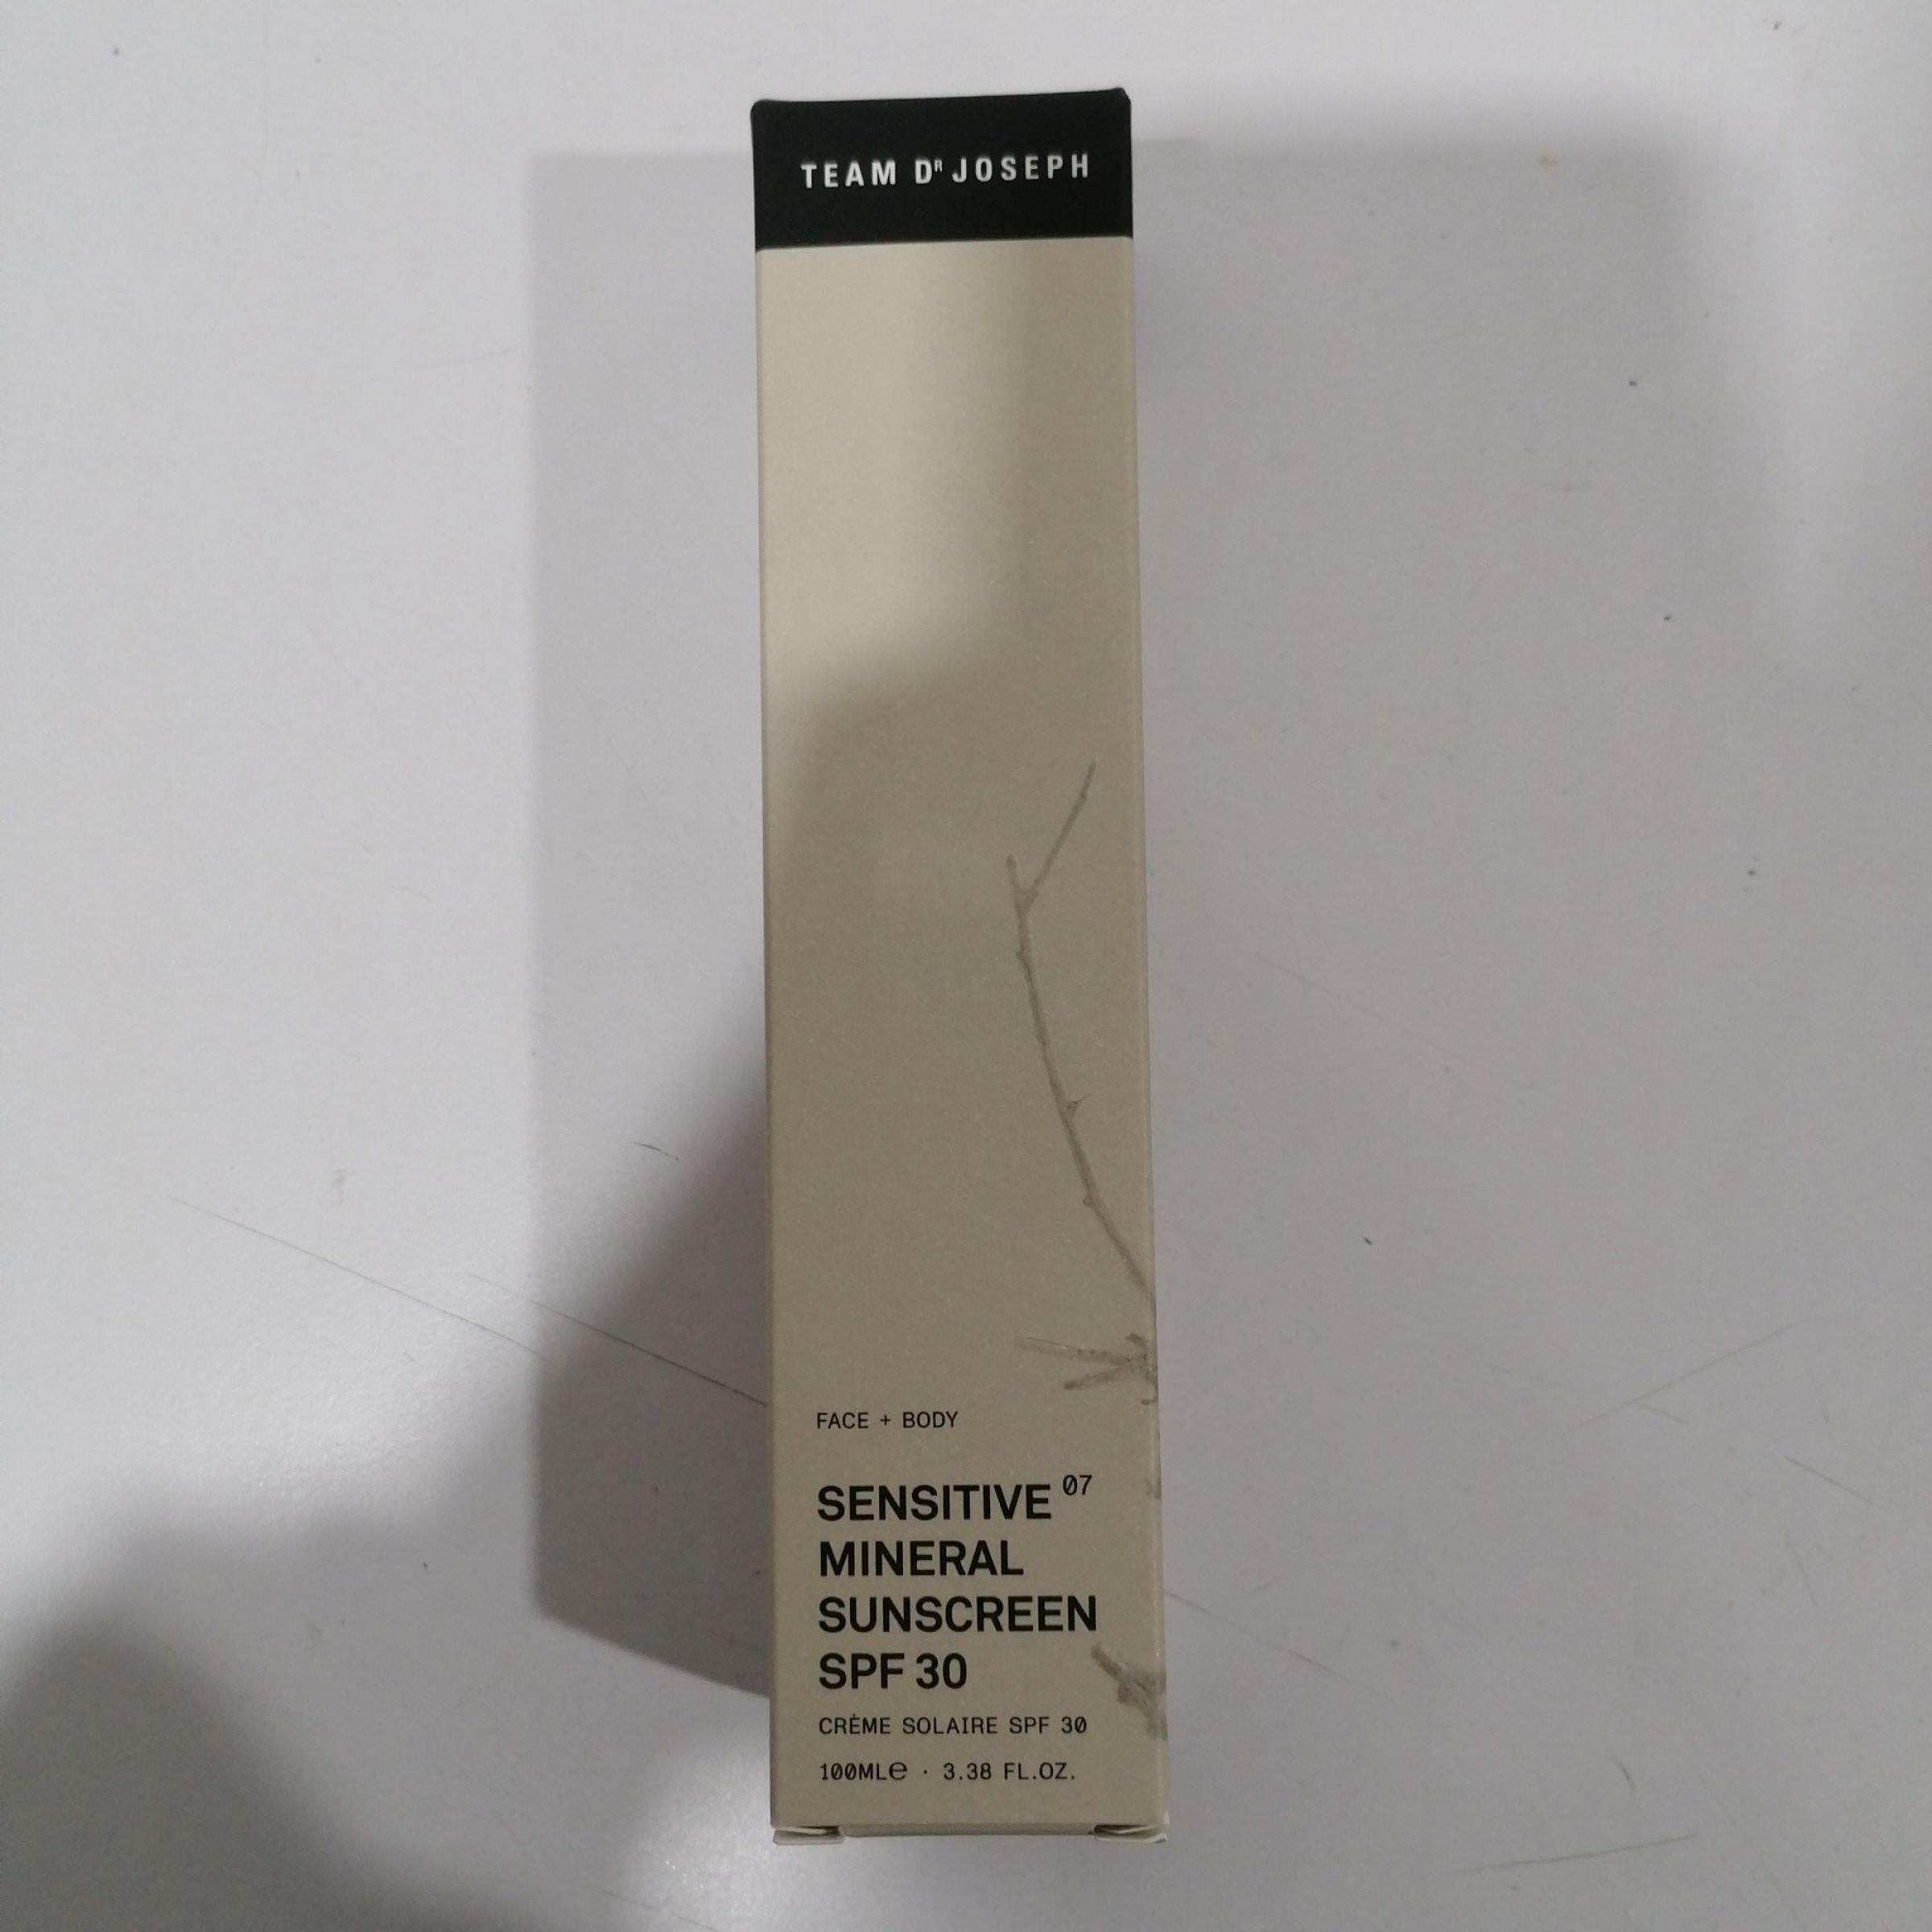 TEAM DR JOSEPH
FACE + BODY
SENSITIVE 07
MINERAL
SUNSCREEN
SPF 30
CRÈME SOLAIRE SPF 30
100ML℮ · 3.38 FL.OZ.